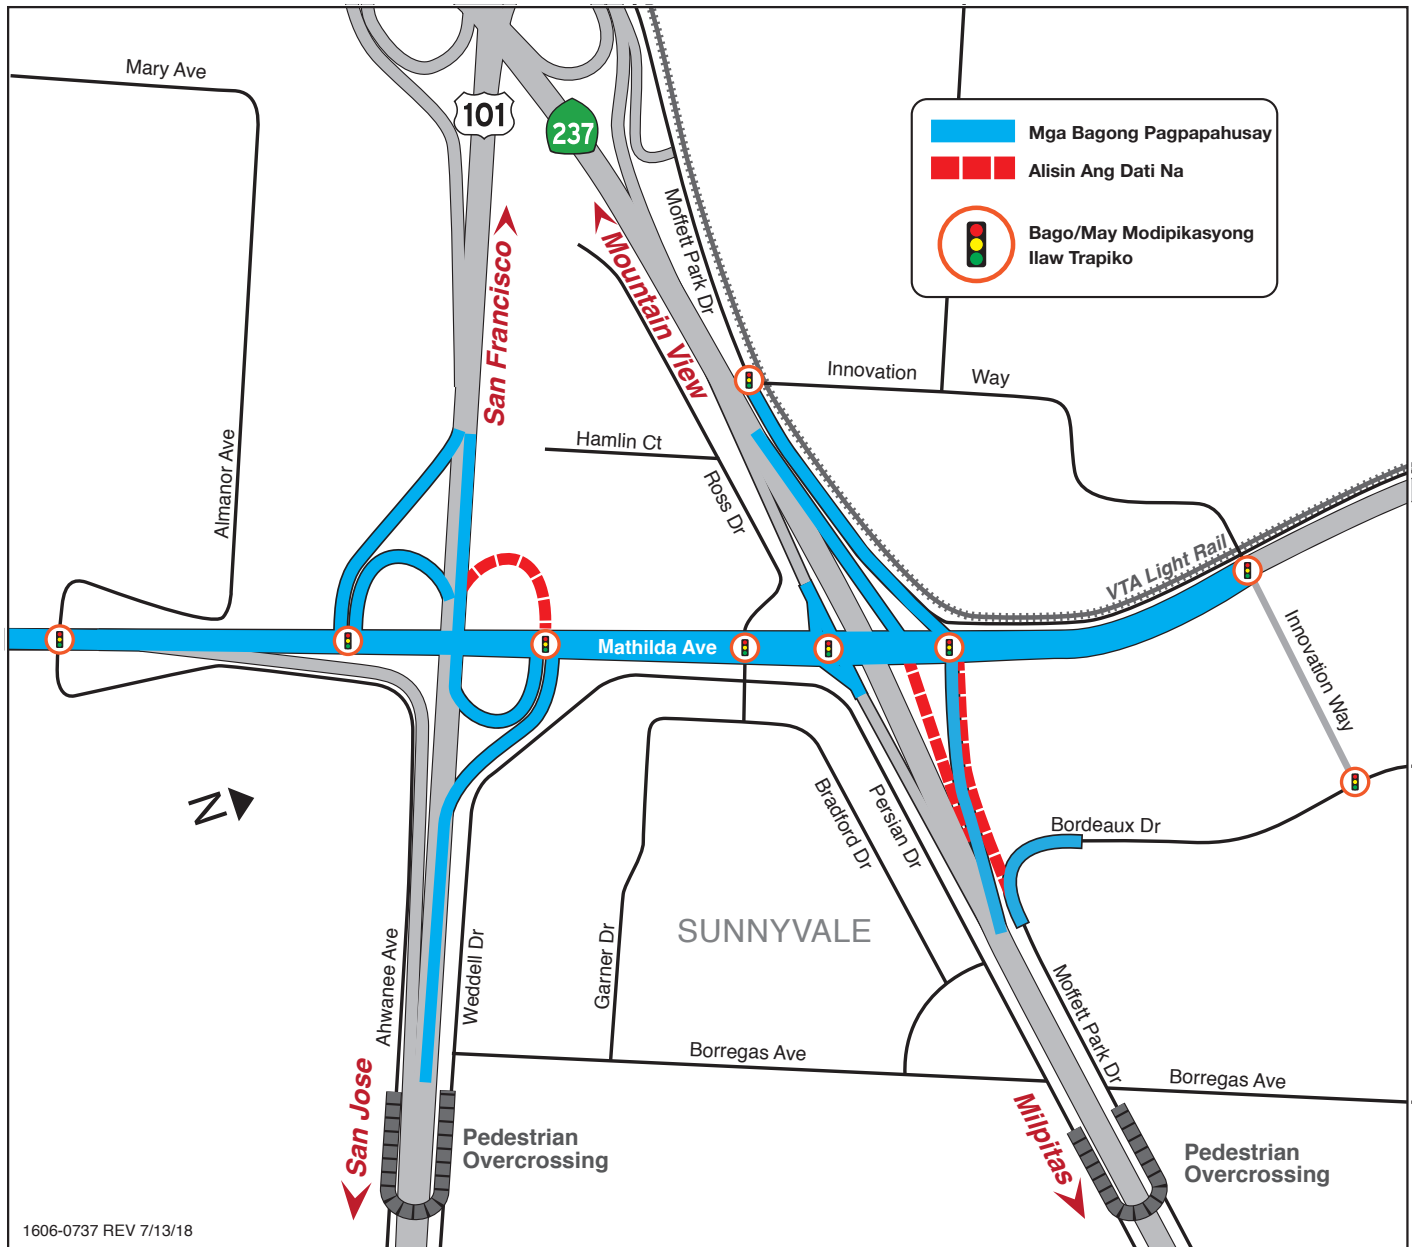 Mary Ave
101
237
Mga Bagong Pagpapahusay
Alisin Ang Dati Na
Bago/May Modipikasyong
Ilaw Trapiko
Moffett Park Dr
San Francisco
Mountain View
Innovation Way
Almanor Ave
Hamlin Ct
Ross Dr
VTA Light Rail
Mathilda Ave
Innovation Way
N
Bradford Dr
Persian Dr
Bordeaux Dr
SUNNYVALE
Ahwanee Ave
Weddell Dr
Garner Dr
Moffett Park Dr
Borregas Ave
Borregas Ave
San Jose
Milpitas
Pedestrian
Overcrossing
Pedestrian
Overcrossing
1606-0737 REV 7/13/18